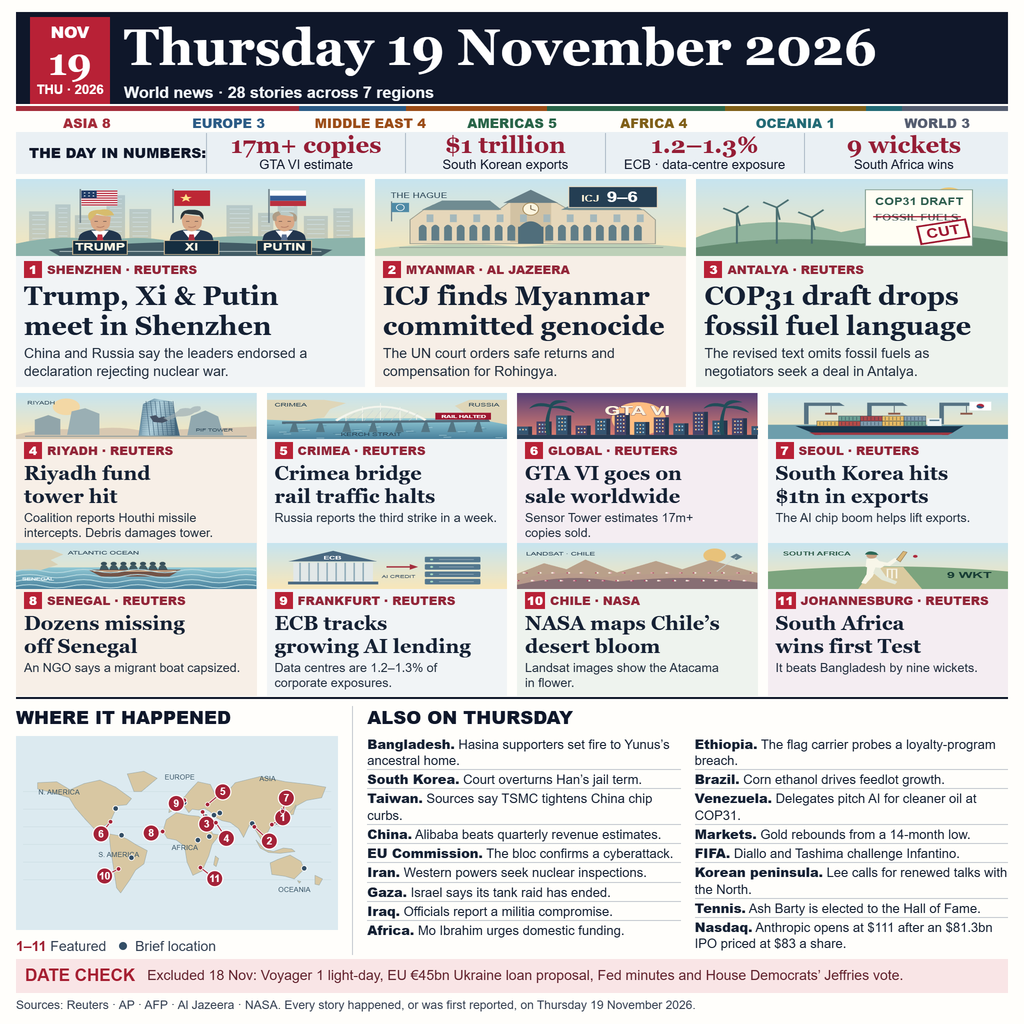 NOV
19
THU · 2026
Thursday 19 November 2026
World news · 28 stories across 7 regions
ASIA 8
EUROPE 3
MIDDLE EAST 4
AMERICAS 5
AFRICA 4
OCEANIA 1
WORLD 3
THE DAY IN NUMBERS:
17m+ copies
GTA VI estimate
$1 trillion
South Korean exports
1.2–1.3%
ECB · data-centre exposure
9 wickets
South Africa wins
TRUMP
XI
PUTIN
1 SHENZHEN · REUTERS
Trump, Xi & Putin
meet in Shenzhen
China and Russia say the leaders endorsed a
declaration rejecting nuclear war.
THE HAGUE
ICJ 9–6
2 MYANMAR · AL JAZEERA
ICJ finds Myanmar
committed genocide
The UN court orders safe returns and
compensation for Rohingya.
COP31 DRAFT
FOSSIL FUELS
CUT
3 ANTALYA · REUTERS
COP31 draft drops
fossil fuel language
The revised text omits fossil fuels as
negotiators seek a deal in Antalya.
RIYADH
PIF TOWER
4 RIYADH · REUTERS
Riyadh fund
tower hit
Coalition reports Houthi missile
intercepts. Debris damages tower.
CRIMEA
RUSSIA
RAIL HALTED
KERCH STRAIT
5 CRIMEA · REUTERS
Crimea bridge
rail traffic halts
Russia reports the third strike in a week.
GTA VI
6 GLOBAL · REUTERS
GTA VI goes on
sale worldwide
Sensor Tower estimates 17m+
copies sold.
7 SEOUL · REUTERS
South Korea hits
$1tn in exports
The AI chip boom helps lift exports.
ATLANTIC OCEAN
SENEGAL
8 SENEGAL · REUTERS
Dozens missing
off Senegal
An NGO says a migrant boat capsized.
ECB
AI CREDIT
9 FRANKFURT · REUTERS
ECB tracks
growing AI lending
Data centres are 1.2–1.3% of
corporate exposures.
LANDSAT · CHILE
10 CHILE · NASA
NASA maps Chile’s
desert bloom
Landsat images show the Atacama
in flower.
SOUTH AFRICA
9 WKT
11 JOHANNESBURG · REUTERS
South Africa
wins first Test
It beats Bangladesh by nine wickets.
WHERE IT HAPPENED
N. AMERICA
EUROPE
ASIA
S. AMERICA
AFRICA
OCEANIA
1
2
3
4
5
6
7
8
9
10
11
1–11 Featured
Brief location
ALSO ON THURSDAY
Bangladesh. Hasina supporters set fire to Yunus’s
ancestral home.
South Korea. Court overturns Han’s jail term.
Taiwan. Sources say TSMC tightens China chip
curbs.
China. Alibaba beats quarterly revenue estimates.
EU Commission. The bloc confirms a cyberattack.
Iran. Western powers seek nuclear inspections.
Gaza. Israel says its tank raid has ended.
Iraq. Officials report a militia compromise.
Africa. Mo Ibrahim urges domestic funding.
Ethiopia. The flag carrier probes a loyalty-program
breach.
Brazil. Corn ethanol drives feedlot growth.
Venezuela. Delegates pitch AI for cleaner oil at
COP31.
Markets. Gold rebounds from a 14-month low.
FIFA. Diallo and Tashima challenge Infantino.
Korean peninsula. Lee calls for renewed talks with
the North.
Tennis. Ash Barty is elected to the Hall of Fame.
Nasdaq. Anthropic opens at $111 after an $81.3bn
IPO priced at $83 a share.
DATE CHECK Excluded 18 Nov: Voyager 1 light-day, EU €45bn Ukraine loan proposal, Fed minutes and House Democrats’ Jeffries vote.
Sources: Reuters · AP · AFP · Al Jazeera · NASA. Every story happened, or was first reported, on Thursday 19 November 2026.